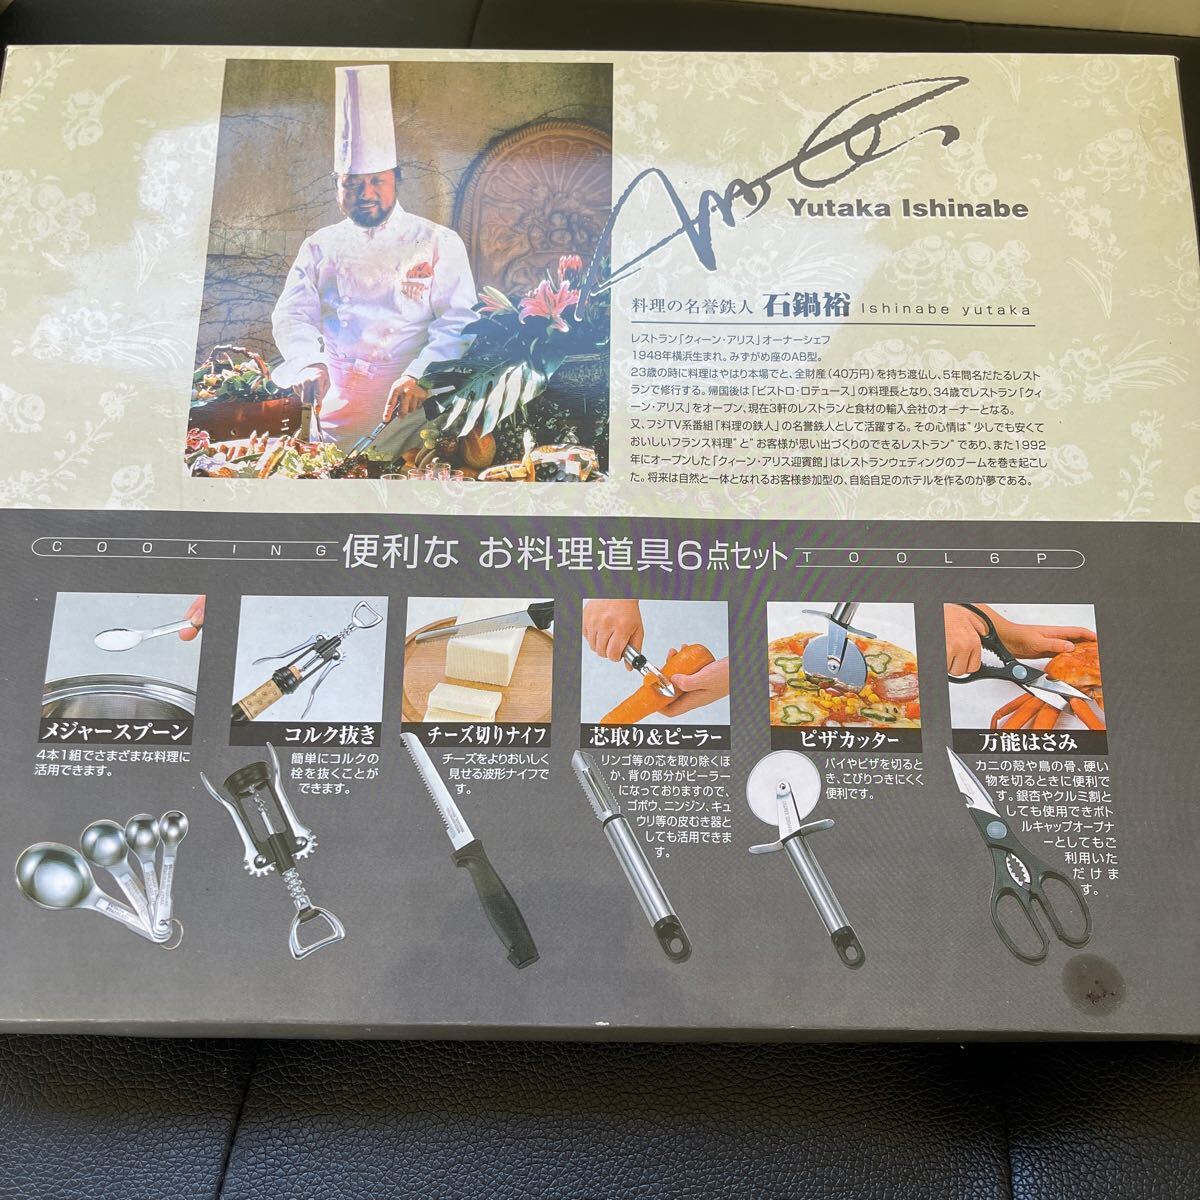 Yutaka Ishinabe
料理の名誉鉄人 石鍋裕 Ishinabe yutaka
レストラン「クィーン・アリス」オーナーシェフ
1948年横浜生まれ。みずがめ座のAB型。
23歳の時に料理はやはり本場でと、全財産(40万円)を持ち渡仏し、5年間名だたるレスト
ランで修行する。帰国後は「ビストロ・ロテュース」の料理長となり、34歳でレストラン「クィ
ーン・アリス」をオープン、現在3軒のレストランと食材の輸入会社のオーナーとなる。
又、フジTV系番組「料理の鉄人」の名誉鉄人として活躍する。その心情は"少しでも安くて
おいしいフランス料理"と"お客様が思い出づくりのできるレストラン"であり、また1992
年にオープンした「クィーン・アリス迎賓館」はレストランウェディングのブームを巻き起こし
た。将来は自然と一体となれるお客様参加型の、自給自足のホテルを作るのが夢である。
COOKING 便利な お料理道具6点セット TOOL6P
メジャースプーン
4本1組でさまざまな料理に
活用できます。
コルク抜き
簡単にコルクの
栓を抜くことが
できます。
チーズ切りナイフ
チーズをよりおいしく
見せる波形ナイフで
す。
芯取り&ピーラー
リンゴ等の芯を取り除くほ
か、背の部分がピーラー
になっておりますので、
ゴボウ、ニンジン、キュ
ウリ等の皮むき器と
しても活用できま
す。
ピザカッター
パイやピザを切ると
き、こびりつきにくく
便利です。
万能はさみ
カニの殻や鳥の骨、硬い
物を切るときに便利で
す。銀杏やクルミ割と
しても使用できボト
ルキャップオープナ
ーとしてもご
利用いた
だけま
す。